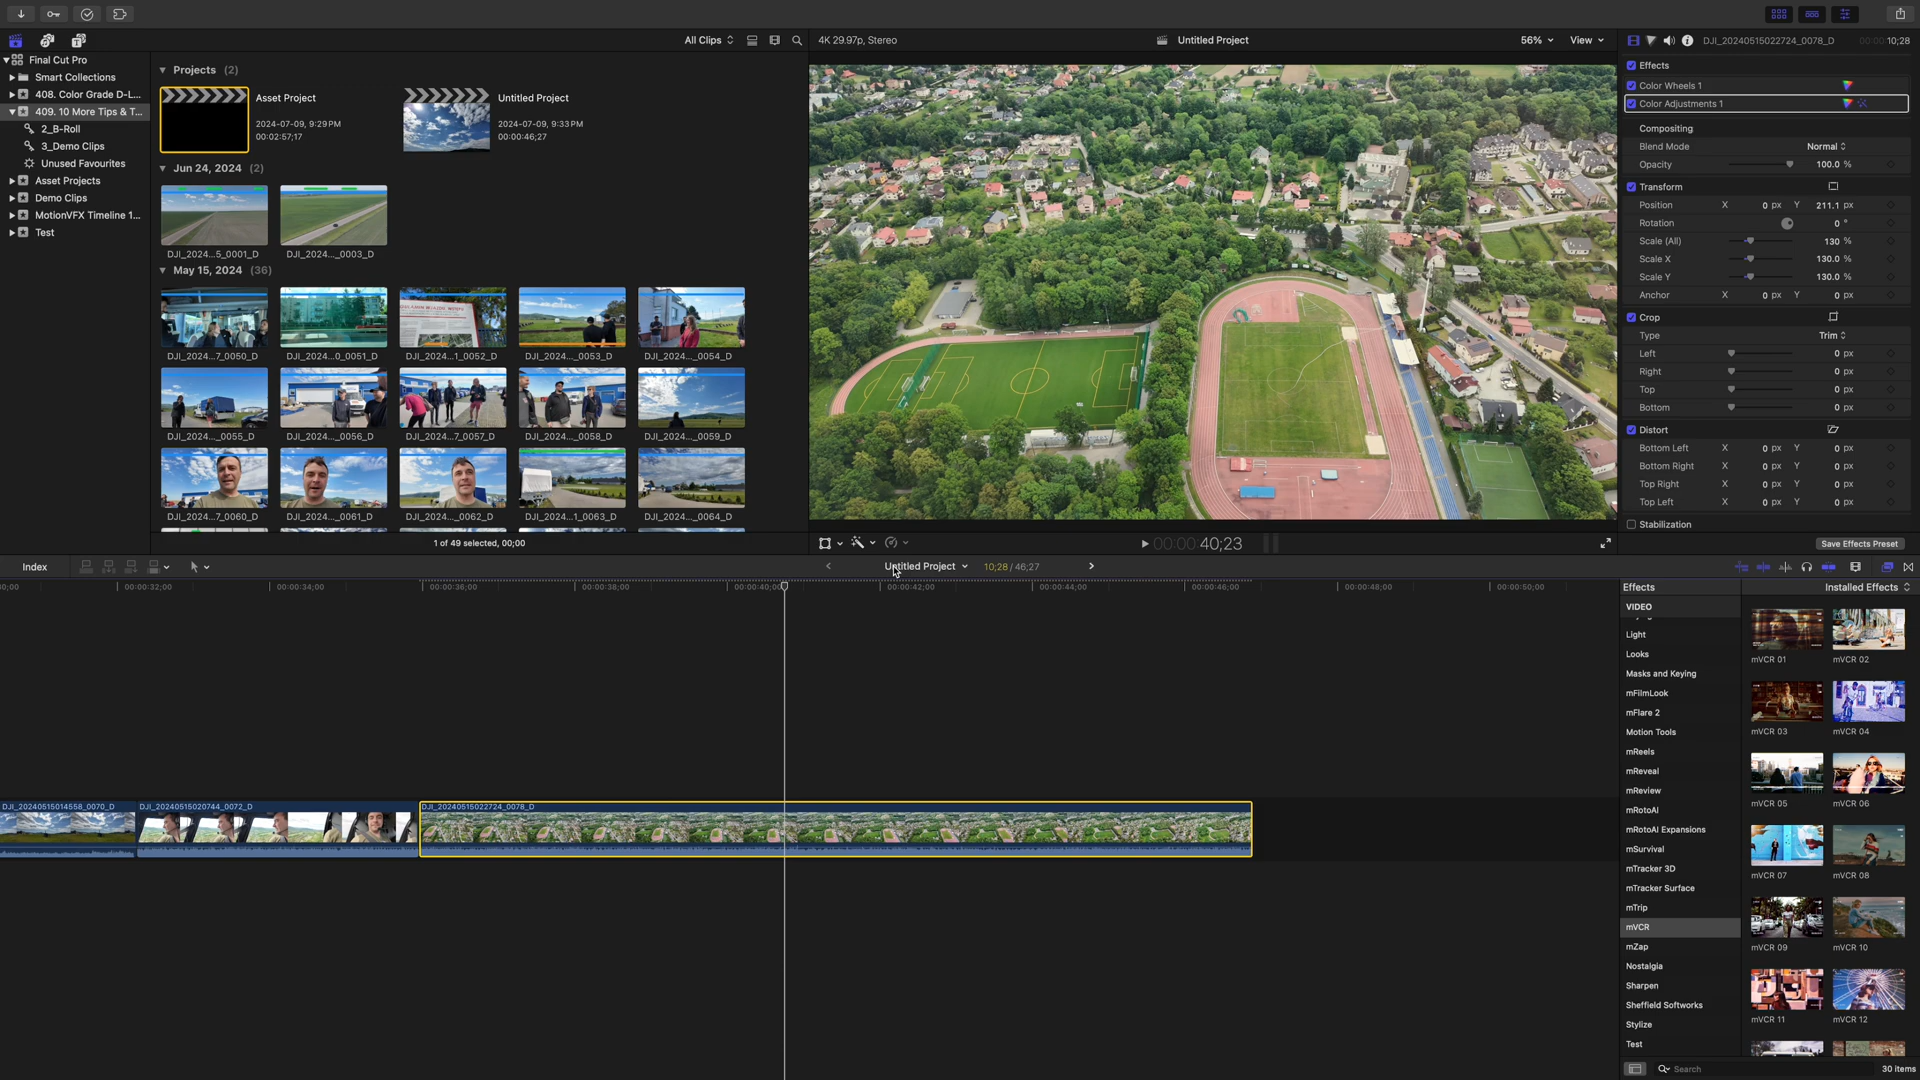 All Clips
4K 29.97p, Stereo
Untitled Project
56%
View
DJI_20240515022724_0078_D
00:00:10;28
Final Cut Pro
Smart Collections
408. Color Grade D-L...
409. 10 More Tips & T...
2_B-Roll
3_Demo Clips
Unused Favourites
Asset Projects
Demo Clips
MotionVFX Timeline 1...
Test
Projects (2)
Asset Project
2024-07-09, 9:29PM
00:02:57;17
Untitled Project
2024-07-09, 9:33PM
00:00:46;27
Jun 24, 2024 (2)
DJI_2024..._5_0001_D
DJI_2024..._0003_D
May 15, 2024 (36)
DJI_2024...7_0050_D
DJI_2024...0_0051_D
DJI_2024...1_0052_D
DJI_2024..._0053_D
DJI_2024..._0054_D
DJI_2024..._0055_D
DJI_2024..._0056_D
DJI_2024...7_0057_D
DJI_2024..._0058_D
DJI_2024..._0059_D
DJI_2024...7_0060_D
DJI_2024..._0061_D
DJI_2024..._0062_D
DJI_2024...1_0063_D
DJI_2024..._0064_D
1 of 49 selected, 00;00
00:00:40;23
Effects
Color Wheels 1
Color Adjustments 1
Compositing
Blend Mode Normal
Opacity 100.0 %
Transform
Position X 0 px Y 211.1 px
Rotation 0 °
Scale (All) 130 %
Scale X 130.0 %
Scale Y 130.0 %
Anchor X 0 px Y 0 px
Crop
Type Trim
Left 0 px
Right 0 px
Top 0 px
Bottom 0 px
Distort
Bottom Left X 0 px Y 0 px
Bottom Right X 0 px Y 0 px
Top Right X 0 px Y 0 px
Top Left X 0 px Y 0 px
Stabilization
Save Effects Preset
Index
Untitled Project
10;28 / 46;27
00:00:32;00
00:00:34;00
00:00:36;00
00:00:38;00
00:00:40;00
00:00:42;00
00:00:44;00
00:00:46;00
00:00:48;00
00:00:50;00
DJI_20240515014558_0070_D
DJI_20240515020744_0072_D
DJI_20240515022724_0078_D
Effects
Installed Effects
VIDEO
Light
Looks
Masks and Keying
mFilmLook
mFlare 2
Motion Tools
mReels
mReveal
mReview
mRotoAI
mRotoAI Expansions
mSurvival
mTracker 3D
mTracker Surface
mTrip
mVCR
mZap
Nostalgia
Sharpen
Sheffield Softworks
Stylize
Test
mVCR 01
mVCR 02
mVCR 03
mVCR 04
mVCR 05
mVCR 06
mVCR 07
mVCR 08
mVCR 09
mVCR 10
mVCR 11
mVCR 12
Search
30 items